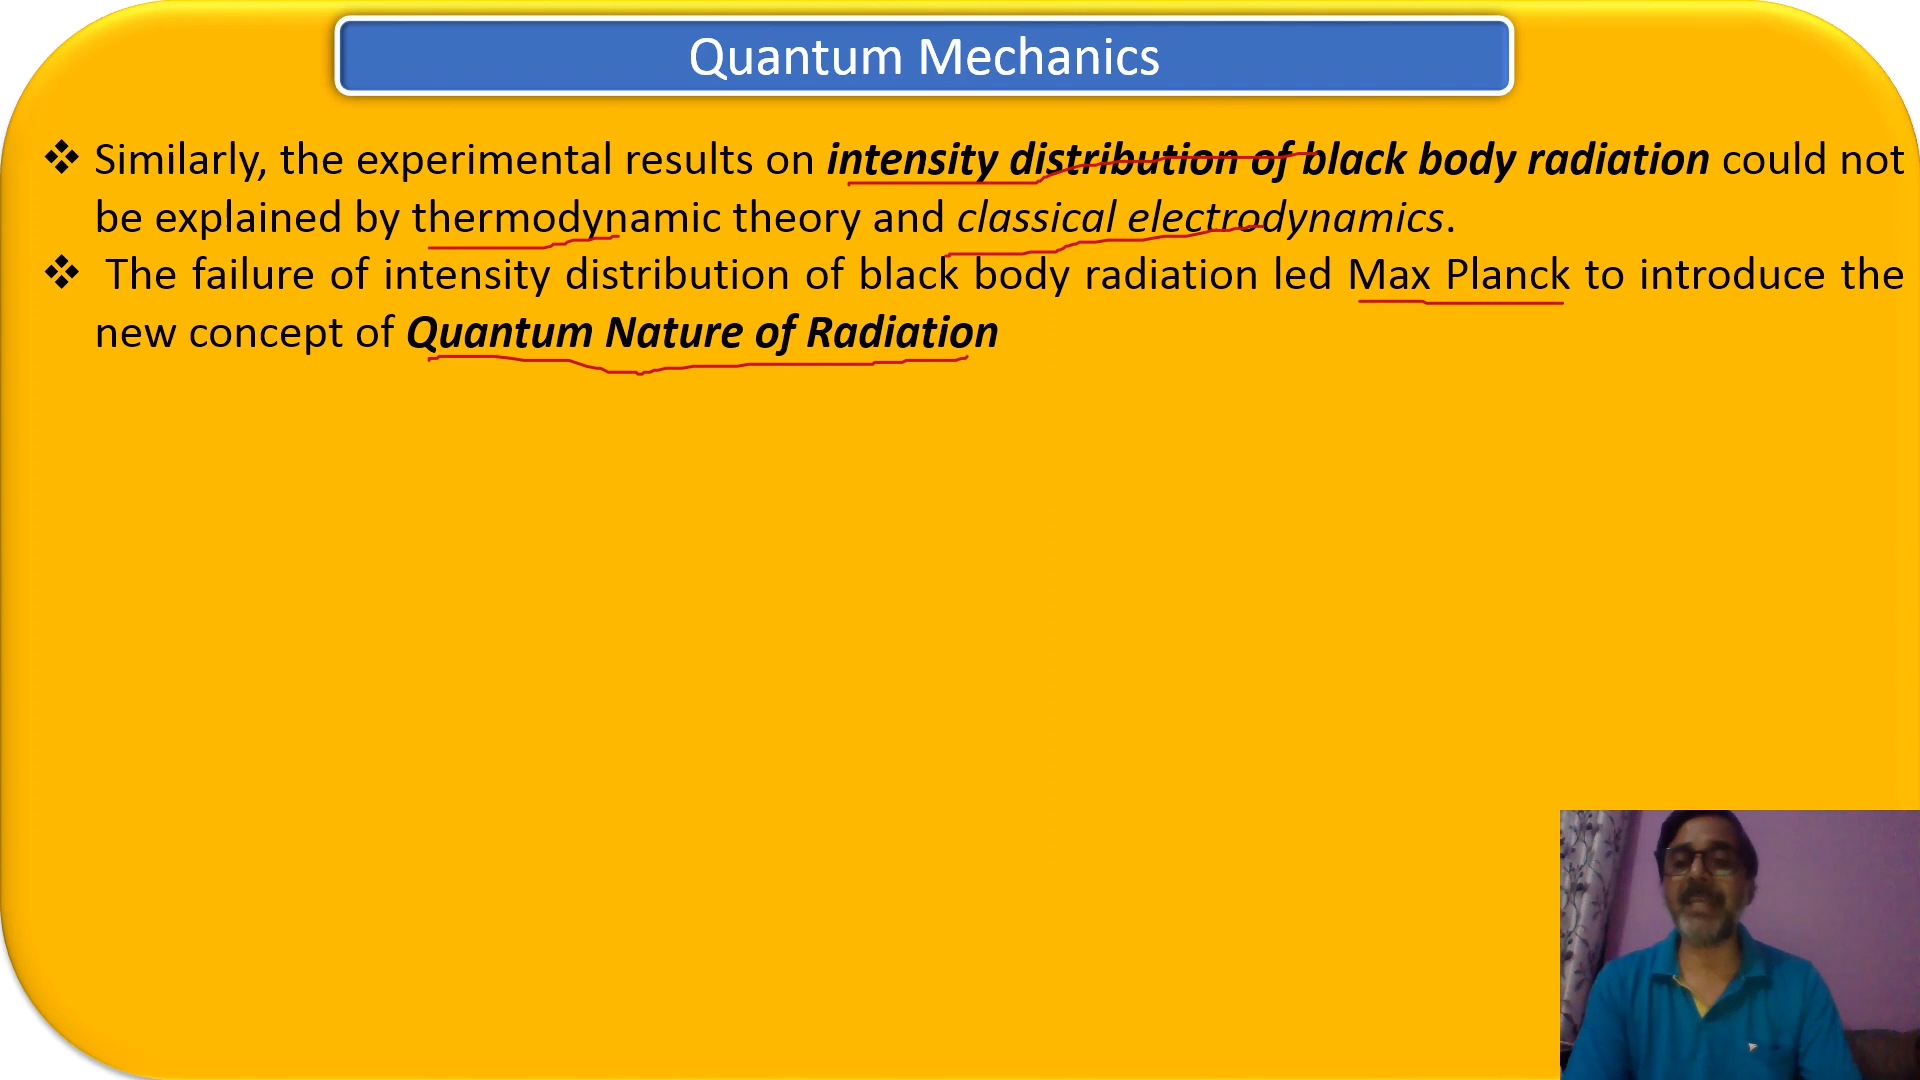 Quantum Mechanics
❖ Similarly, the experimental results on intensity distribution of black body radiation could not
be explained by thermodynamic theory and classical electrodynamics.
❖ The failure of intensity distribution of black body radiation led Max Planck to introduce the
new concept of Quantum Nature of Radiation